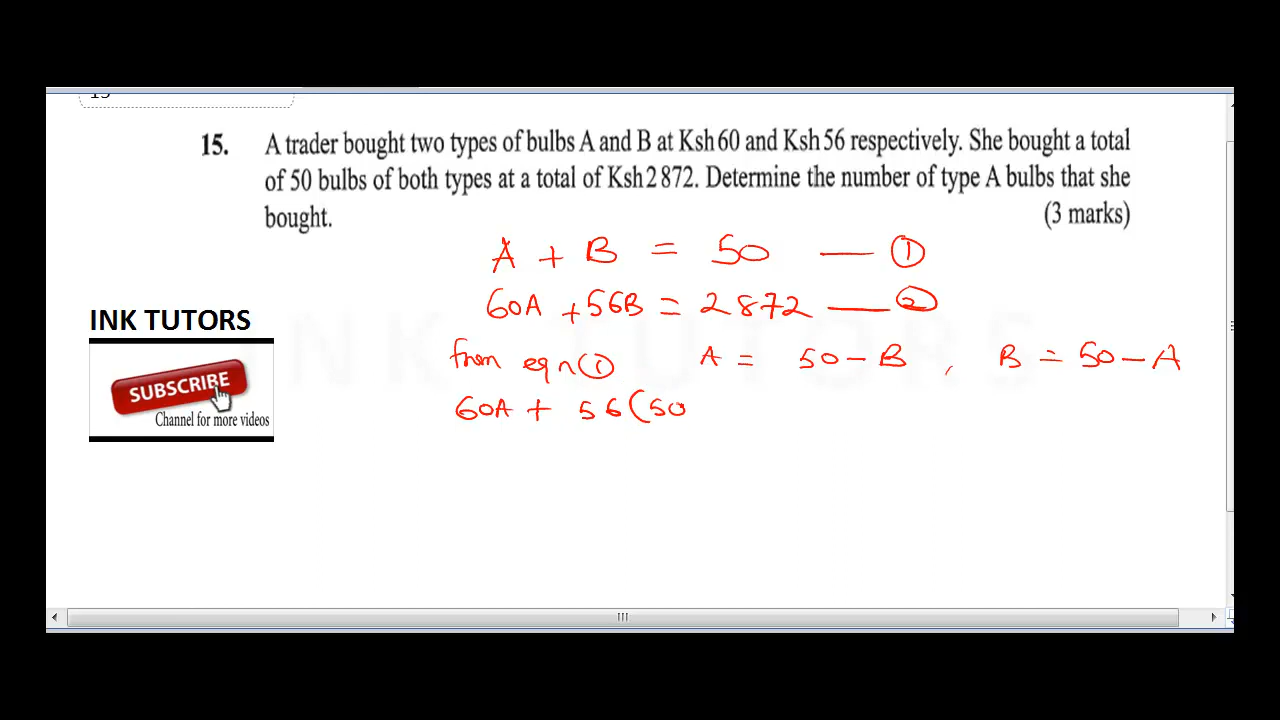 15.
A trader bought two types of bulbs A and B at Ksh 60 and Ksh 56 respectively. She bought a total
of 50 bulbs of both types at a total of Ksh 2 872. Determine the number of type A bulbs that she
bought. (3 marks)
A + B = 50 — ①
60A + 56B = 2872 — ②
from eqn ① A = 50 - B , B = 50 - A
60A + 56(50
INK TUTORS
SUBSCRIBE
Channel for more videos
INK TUTORS